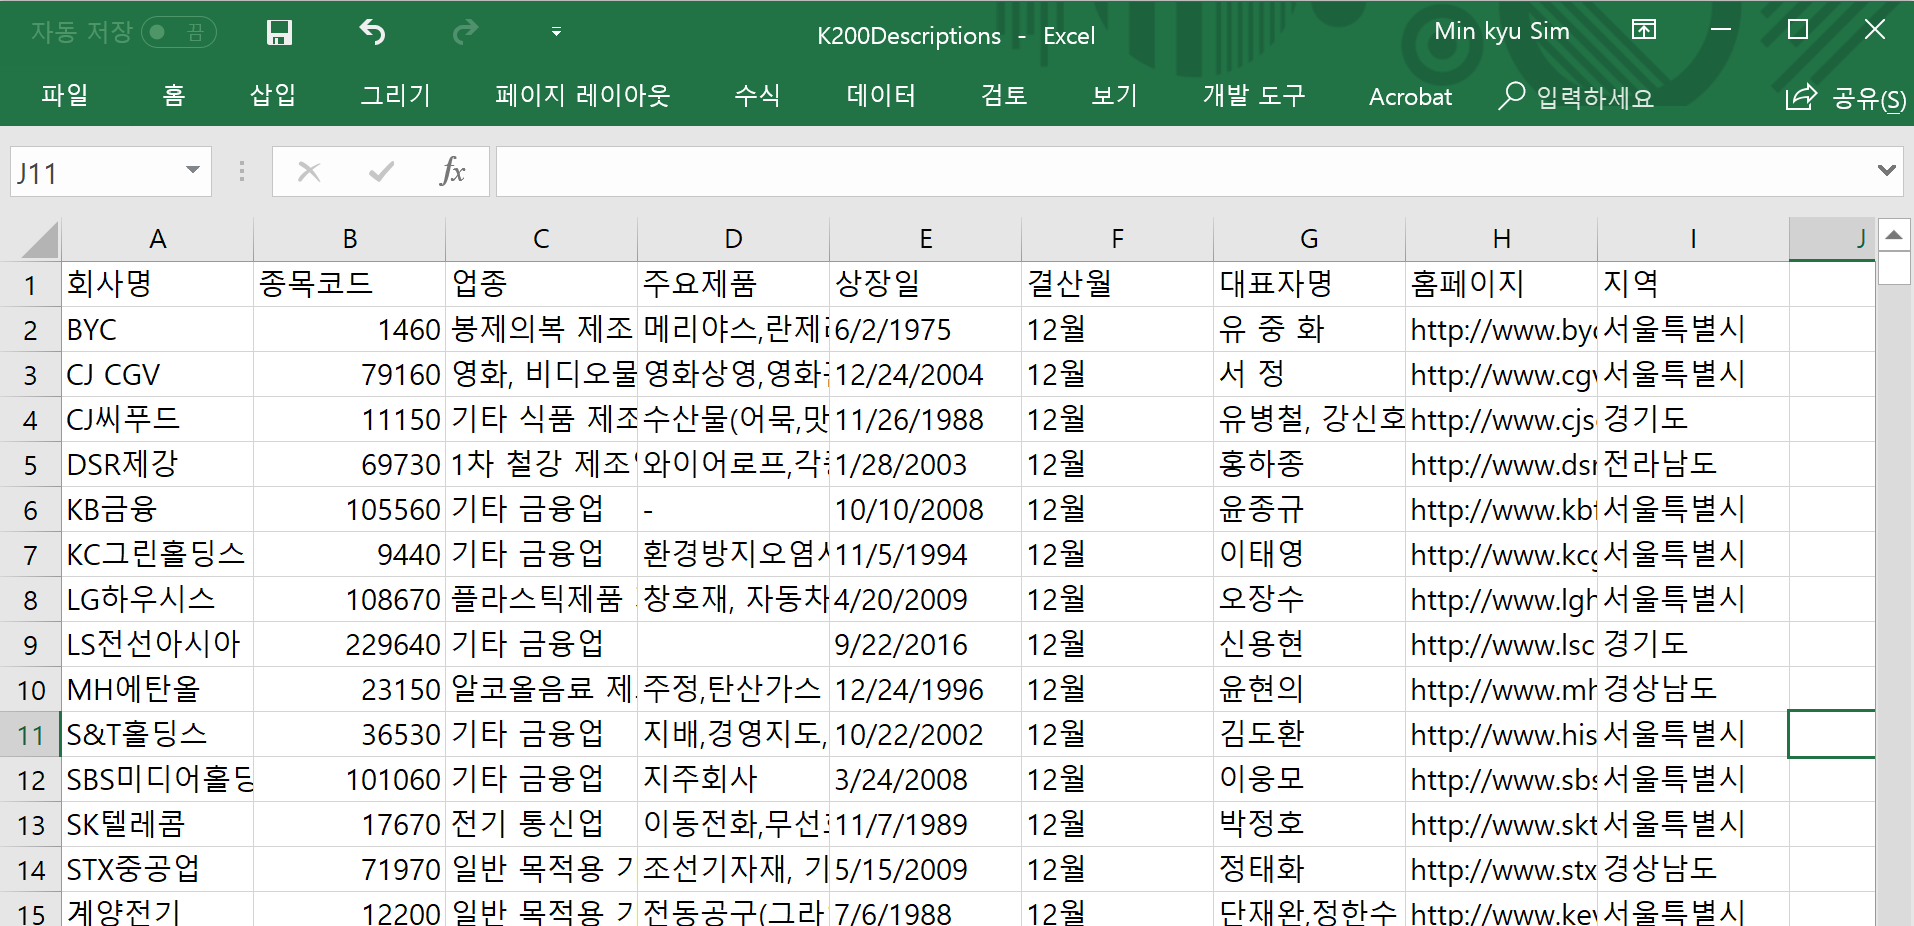 자동 저장 끔 K200Descriptions - Excel Min kyu Sim
파일 홈 삽입 그리기 페이지 레이아웃 수식 데이터 검토 보기 개발 도구 Acrobat 입력하세요 공유(S)
J11 fx
A B C D E F G H I J
1 회사명 종목코드 업종 주요제품 상장일 결산월 대표자명 홈페이지 지역
2 BYC 1460 봉제의복 제조 메리야스,란제리 6/2/1975 12월 유 중 화 http://www.byc 서울특별시
3 CJ CGV 79160 영화, 비디오물 영화상영,영화관 12/24/2004 12월 서 정 http://www.cgv 서울특별시
4 CJ씨푸드 11150 기타 식품 제조 수산물(어묵,맛 11/26/1988 12월 유병철, 강신호 http://www.cjs 경기도
5 DSR제강 69730 1차 철강 제조업 와이어로프,각종 1/28/2003 12월 홍하종 http://www.dsr 전라남도
6 KB금융 105560 기타 금융업 - 10/10/2008 12월 윤종규 http://www.kbf 서울특별시
7 KC그린홀딩스 9440 기타 금융업 환경방지오염시 11/5/1994 12월 이태영 http://www.kcg 서울특별시
8 LG하우시스 108670 플라스틱제품 창호재, 자동차 4/20/2009 12월 오장수 http://www.lgh 서울특별시
9 LS전선아시아 229640 기타 금융업 9/22/2016 12월 신용현 http://www.lsc 경기도
10 MH에탄올 23150 알코올음료 제 주정,탄산가스 12/24/1996 12월 윤현의 http://www.mh 경상남도
11 S&T홀딩스 36530 기타 금융업 지배,경영지도, 10/22/2002 12월 김도환 http://www.his 서울특별시
12 SBS미디어홀딩 101060 기타 금융업 지주회사 3/24/2008 12월 이웅모 http://www.sbs 서울특별시
13 SK텔레콤 17670 전기 통신업 이동전화,무선 11/7/1989 12월 박정호 http://www.skt 서울특별시
14 STX중공업 71970 일반 목적용 기 조선기자재, 기 5/15/2009 12월 정태화 http://www.stx 경상남도
15 계양전기 12200 일반 목적용 기 전동공구(그라 7/6/1988 12월 단재완,정한수 http://www.key 서울특별시